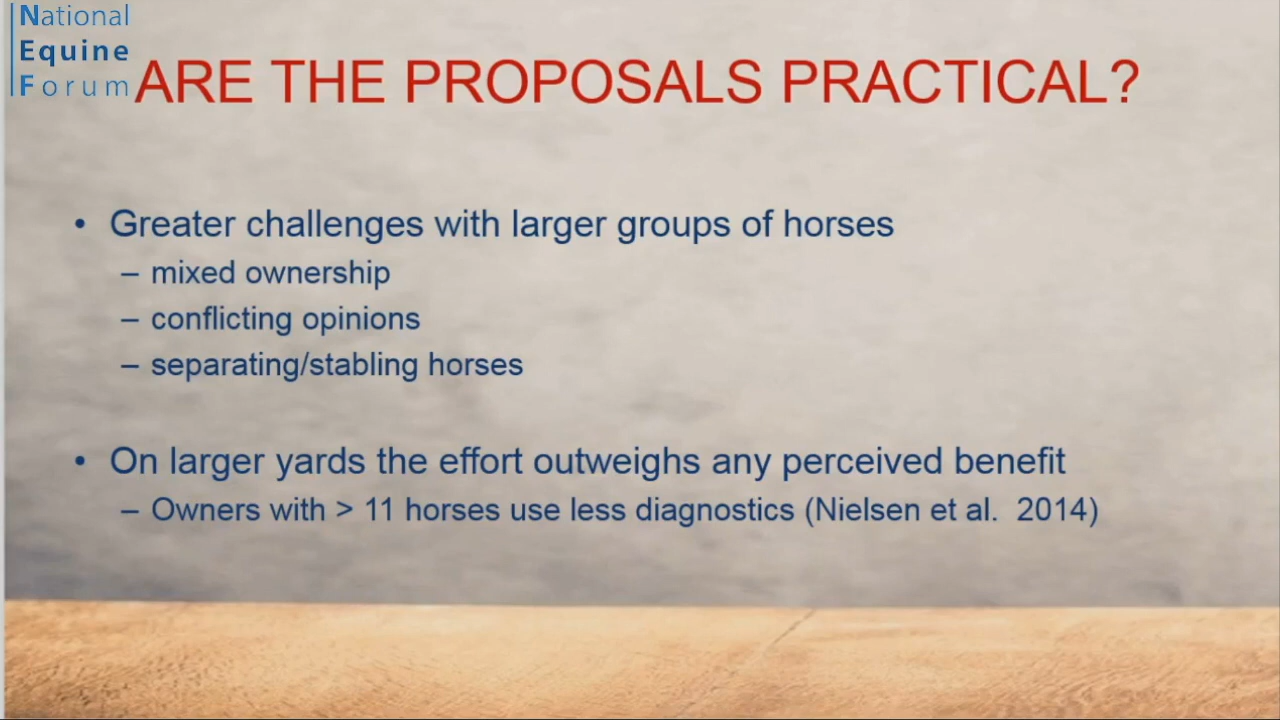 National
Equine
Forum
ARE THE PROPOSALS PRACTICAL?
• Greater challenges with larger groups of horses
– mixed ownership
– conflicting opinions
– separating/stabling horses
• On larger yards the effort outweighs any perceived benefit
– Owners with > 11 horses use less diagnostics (Nielsen et al.  2014)